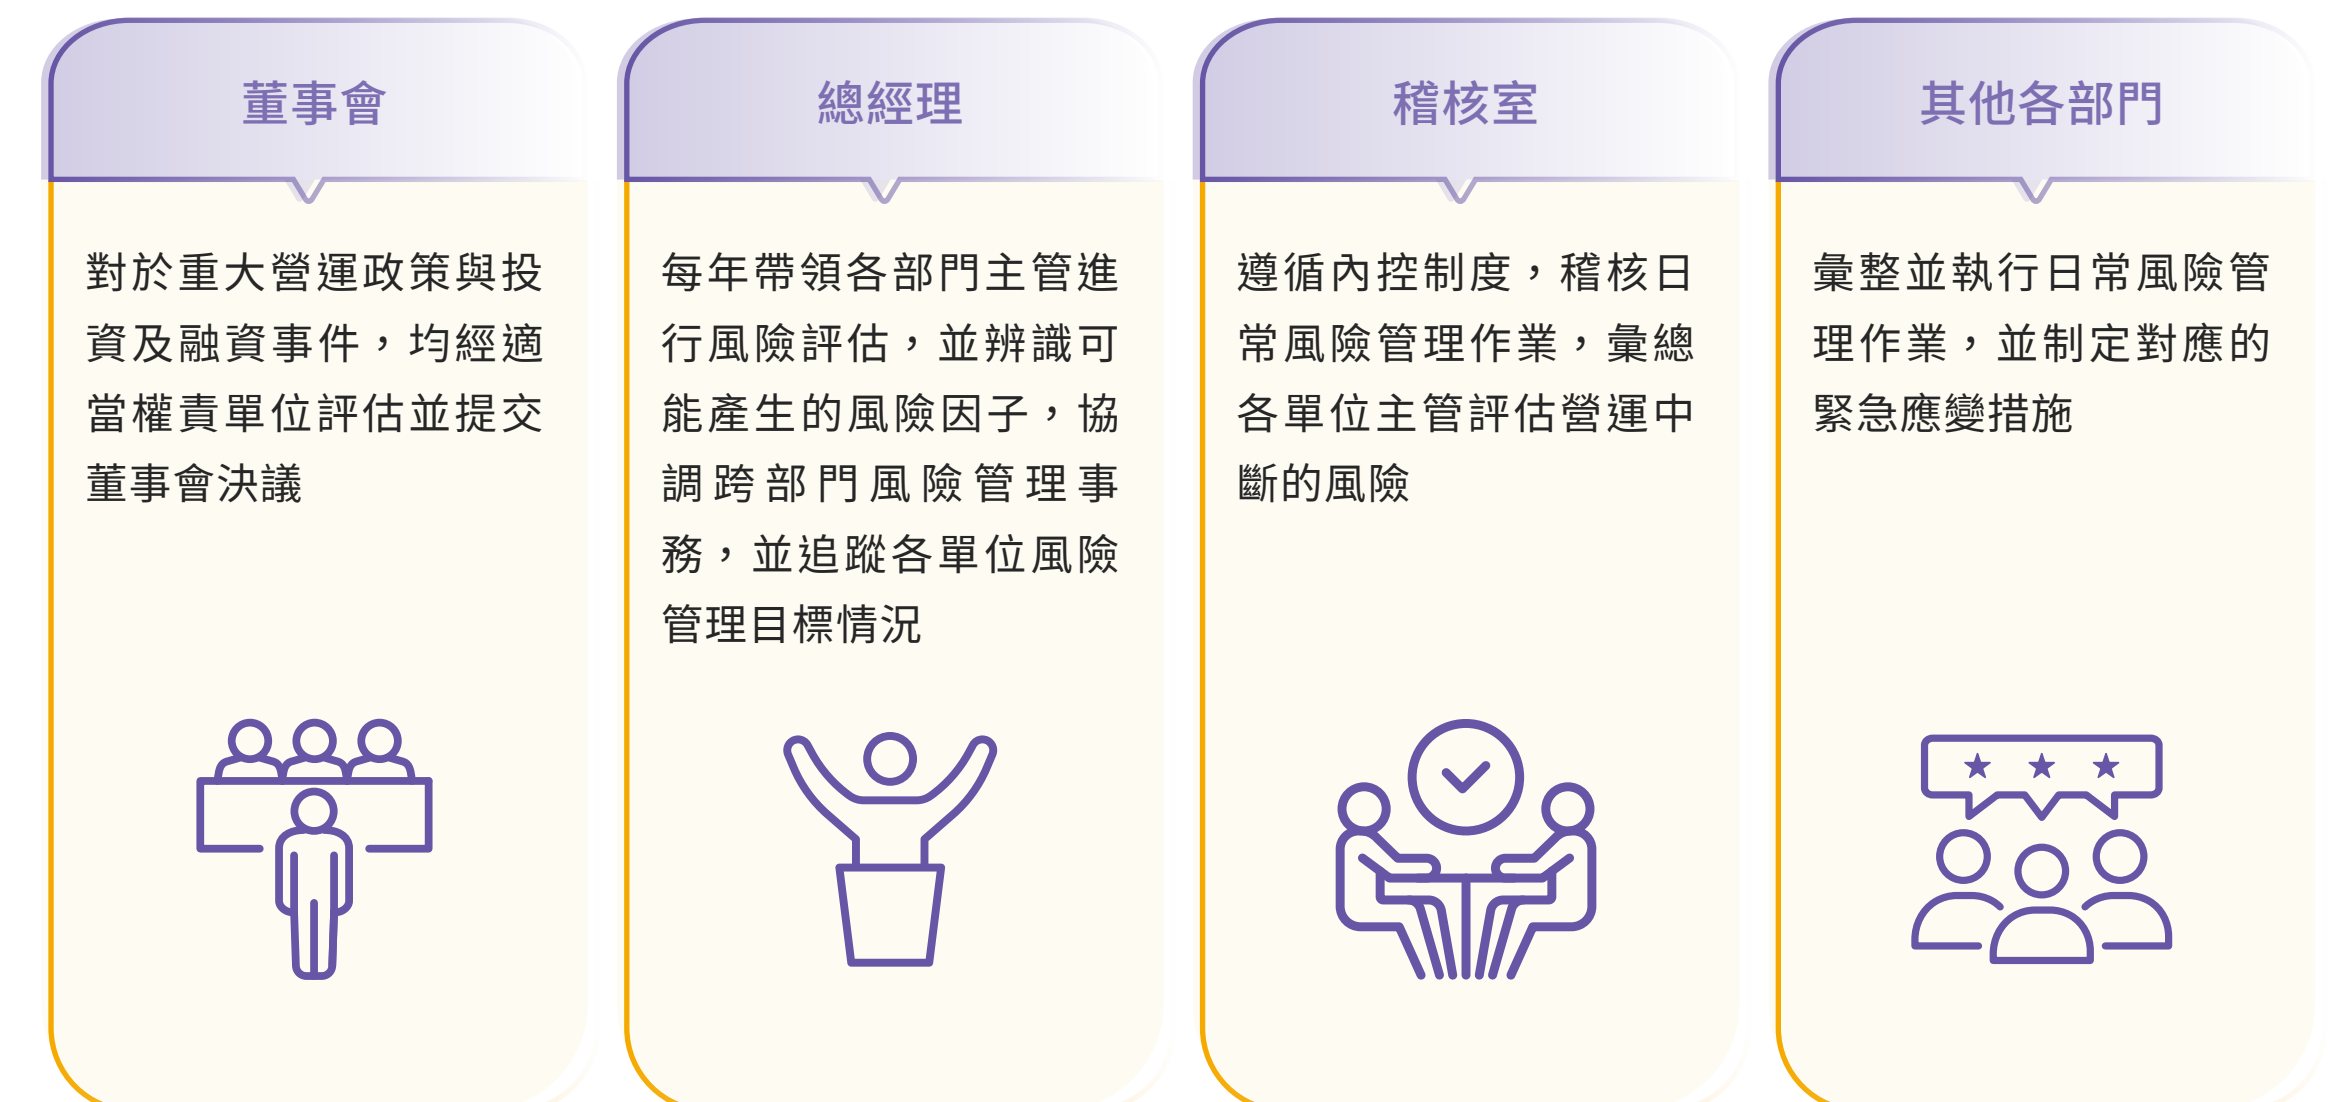 董事會
對於重大營運政策與投
資及融資事件，均經適
當權責單位評估並提交
董事會決議
總經理
每年帶領各部門主管進
行風險評估，並辨識可
能產生的風險因子，協
調跨部門風險管理事
務，並追蹤各單位風險
管理目標情況
稽核室
遵循內控制度，稽核日
常風險管理作業，彙總
各單位主管評估營運中
斷的風險
其他各部門
彙整並執行日常風險管
理作業，並制定對應的
緊急應變措施